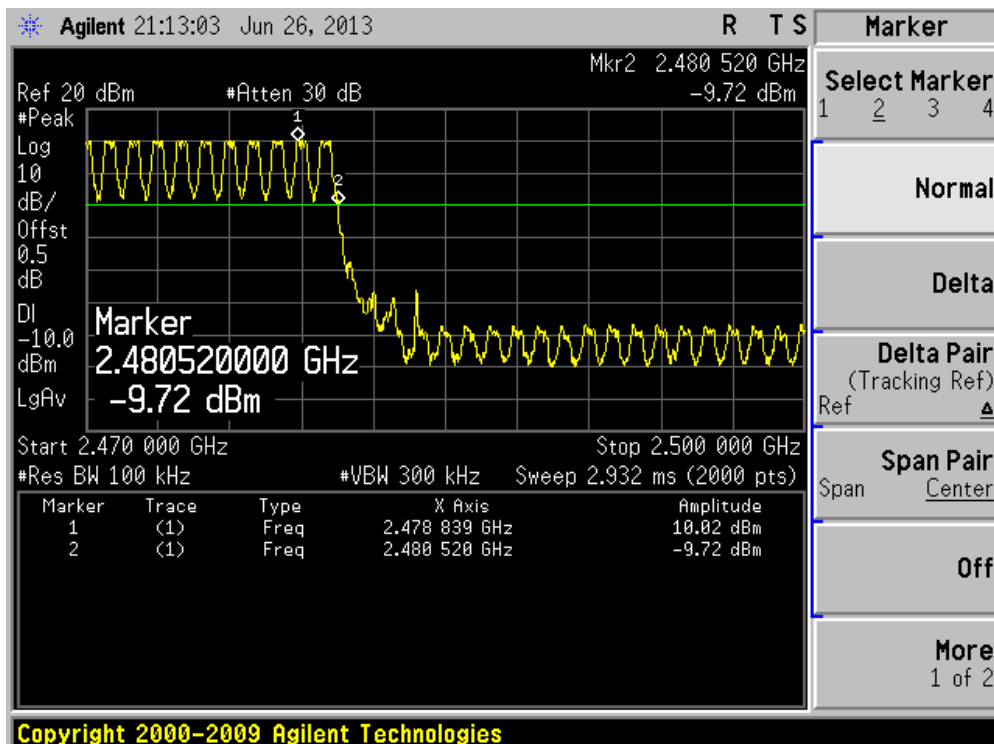 Agilent 21:13:03 Jun 26, 2013 R T S
Mkr2 2.480 520 GHz
Ref 20 dBm #Atten 30 dB -9.72 dBm
#Peak
Log
10
dB/
Offst
0.5
dB
DI
-10.0
dBm
LgAv
1
2
Marker
2.480520000 GHz
-9.72 dBm
Start 2.470 000 GHz Stop 2.500 000 GHz
#Res BW 100 kHz #VBW 300 kHz Sweep 2.932 ms (2000 pts)
Marker Trace Type X Axis Amplitude
1 (1) Freq 2.478 839 GHz 10.02 dBm
2 (1) Freq 2.480 520 GHz -9.72 dBm
Marker
Select Marker
1 2 3 4
Normal
Delta
Delta Pair
(Tracking Ref)
Ref Δ
Span Pair
Span Center
Off
More
1 of 2
Copyright 2000-2009 Agilent Technologies